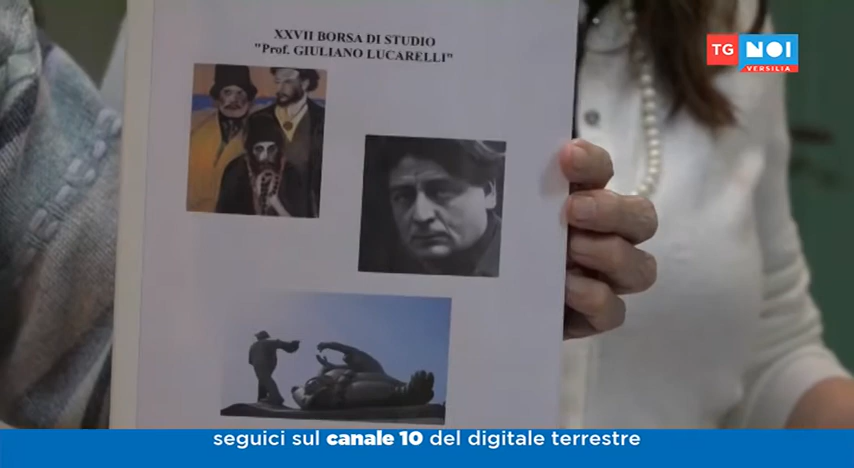 XXVII BORSA DI STUDIO
"Prof. GIULIANO LUCARELLI"
TG NOI
VERSILIA
seguici sul canale 10 del digitale terrestre